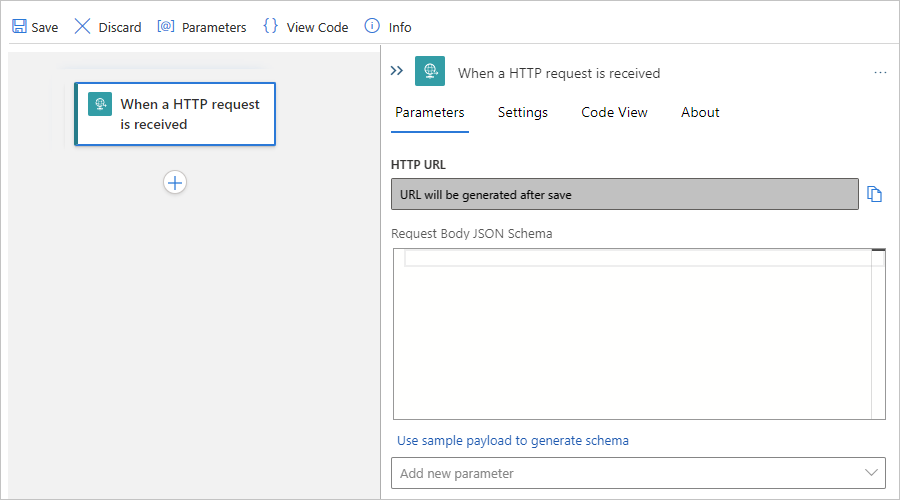 Save Discard [@] Parameters {} View Code Info
When a HTTP request
is received
When a HTTP request is received
Parameters Settings Code View About
HTTP URL
URL will be generated after save
Request Body JSON Schema
Use sample payload to generate schema
Add new parameter